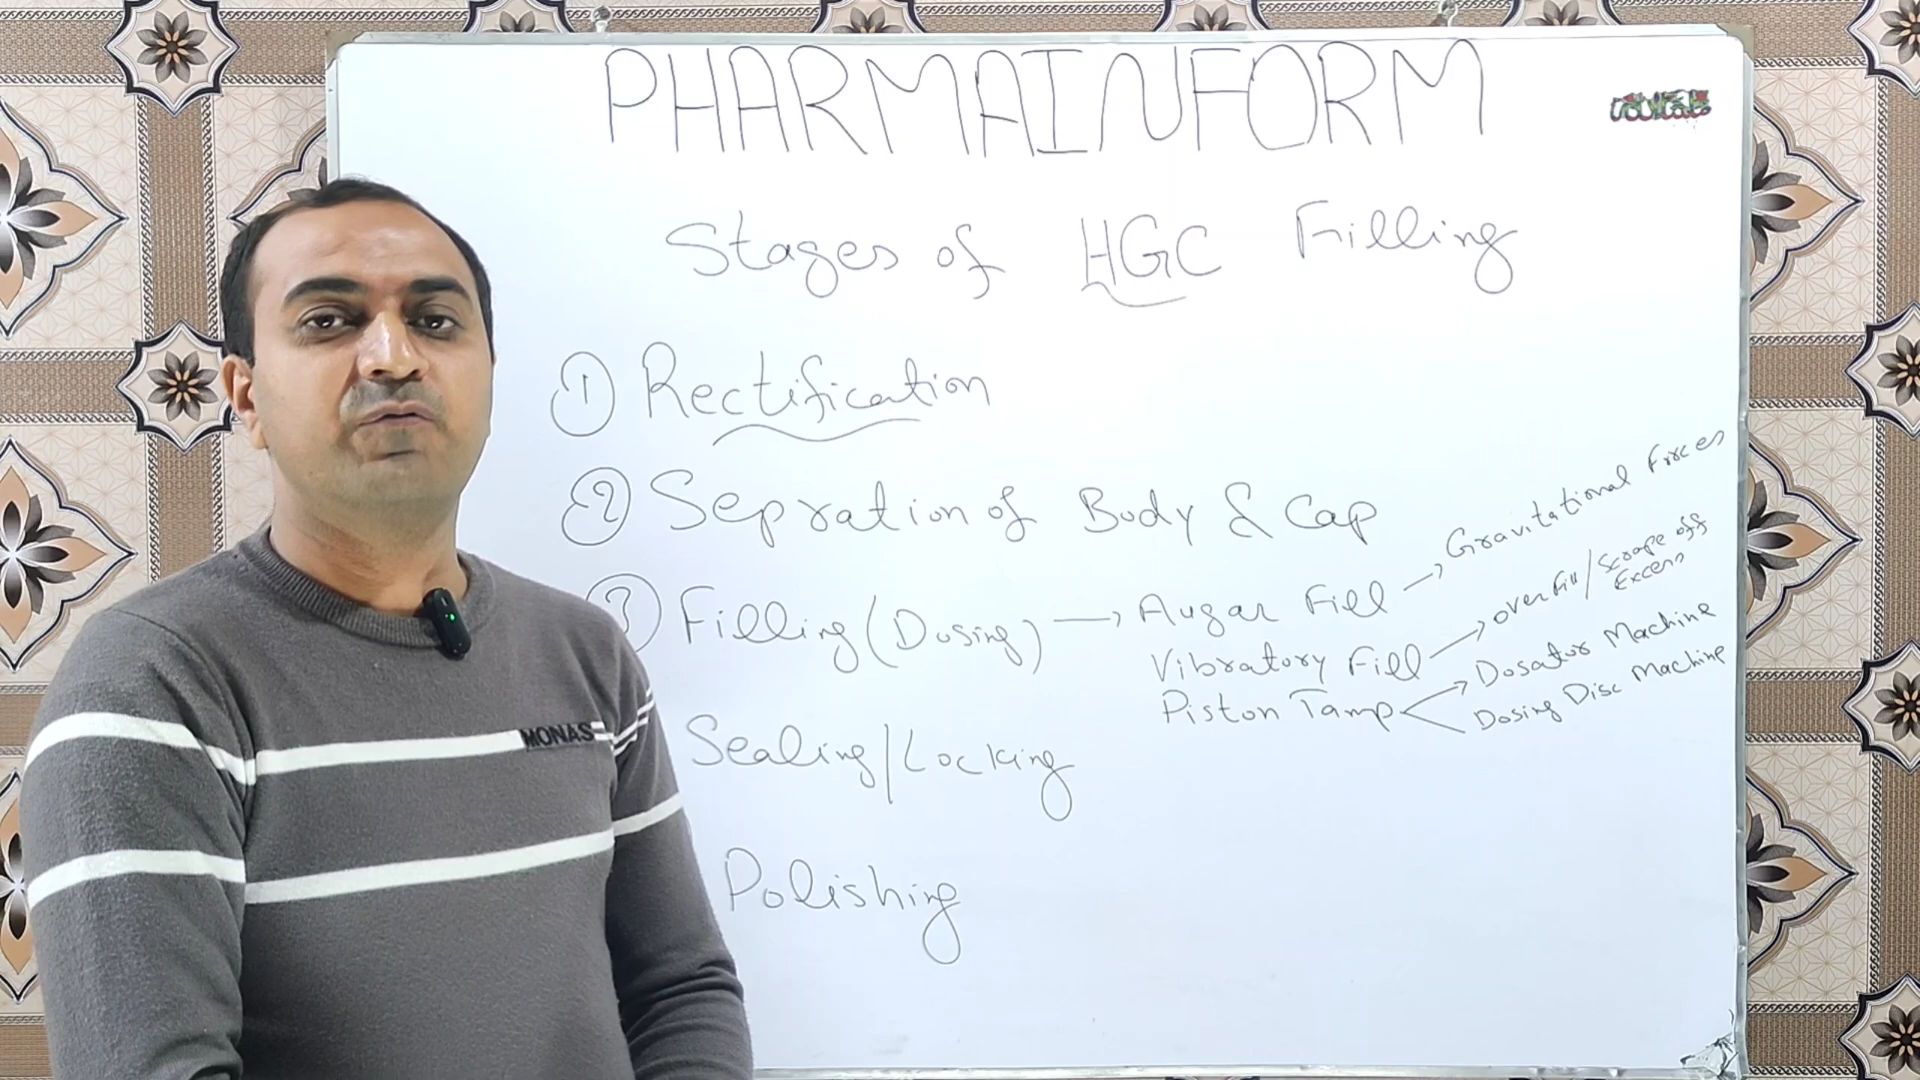 PHARMAINFORM
Stages of HGC Filling
① Rectification
② Sepration of Body & Cap
③ Filling (Dosing) → Augar Fill → Gravitational Forces
Vibratory Fill → over fill / Scrape off Excess
Piston Tamp → Dosator Machine
Dosing Disc Machine
Sealing/Locking
Polishing
MONAS